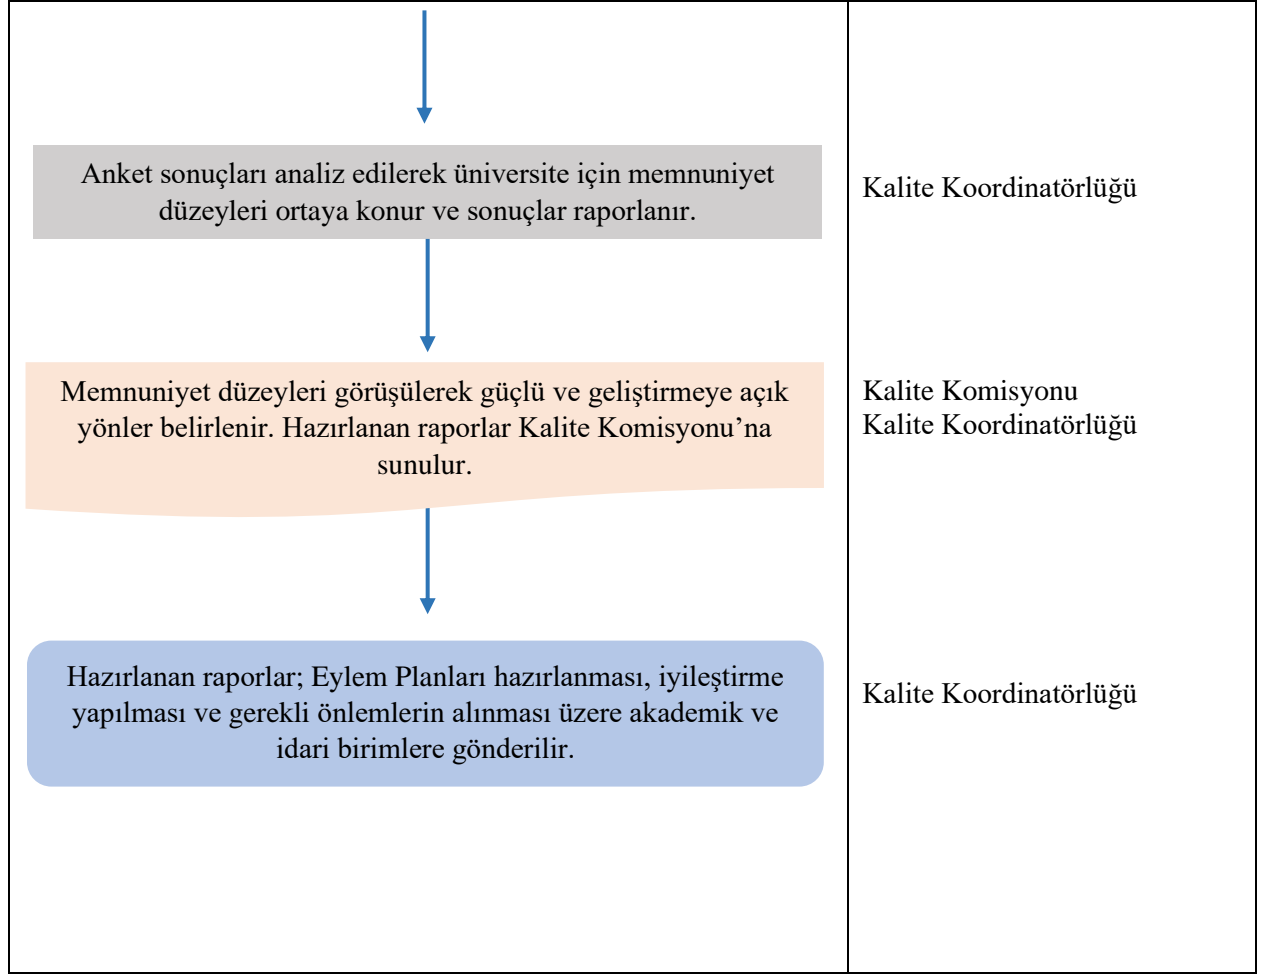 Anket sonuçları analiz edilerek üniversite için memnuniyet
düzeyleri ortaya konur ve sonuçlar raporlanır.
Kalite Koordinatörlüğü
Memnuniyet düzeyleri görüşülerek güçlü ve geliştirmeye açık
yönler belirlenir. Hazırlanan raporlar Kalite Komisyonu’na
sunulur.
Kalite Komisyonu
Kalite Koordinatörlüğü
Hazırlanan raporlar; Eylem Planları hazırlanması, iyileştirme
yapılması ve gerekli önlemlerin alınması üzere akademik ve
idari birimlere gönderilir.
Kalite Koordinatörlüğü